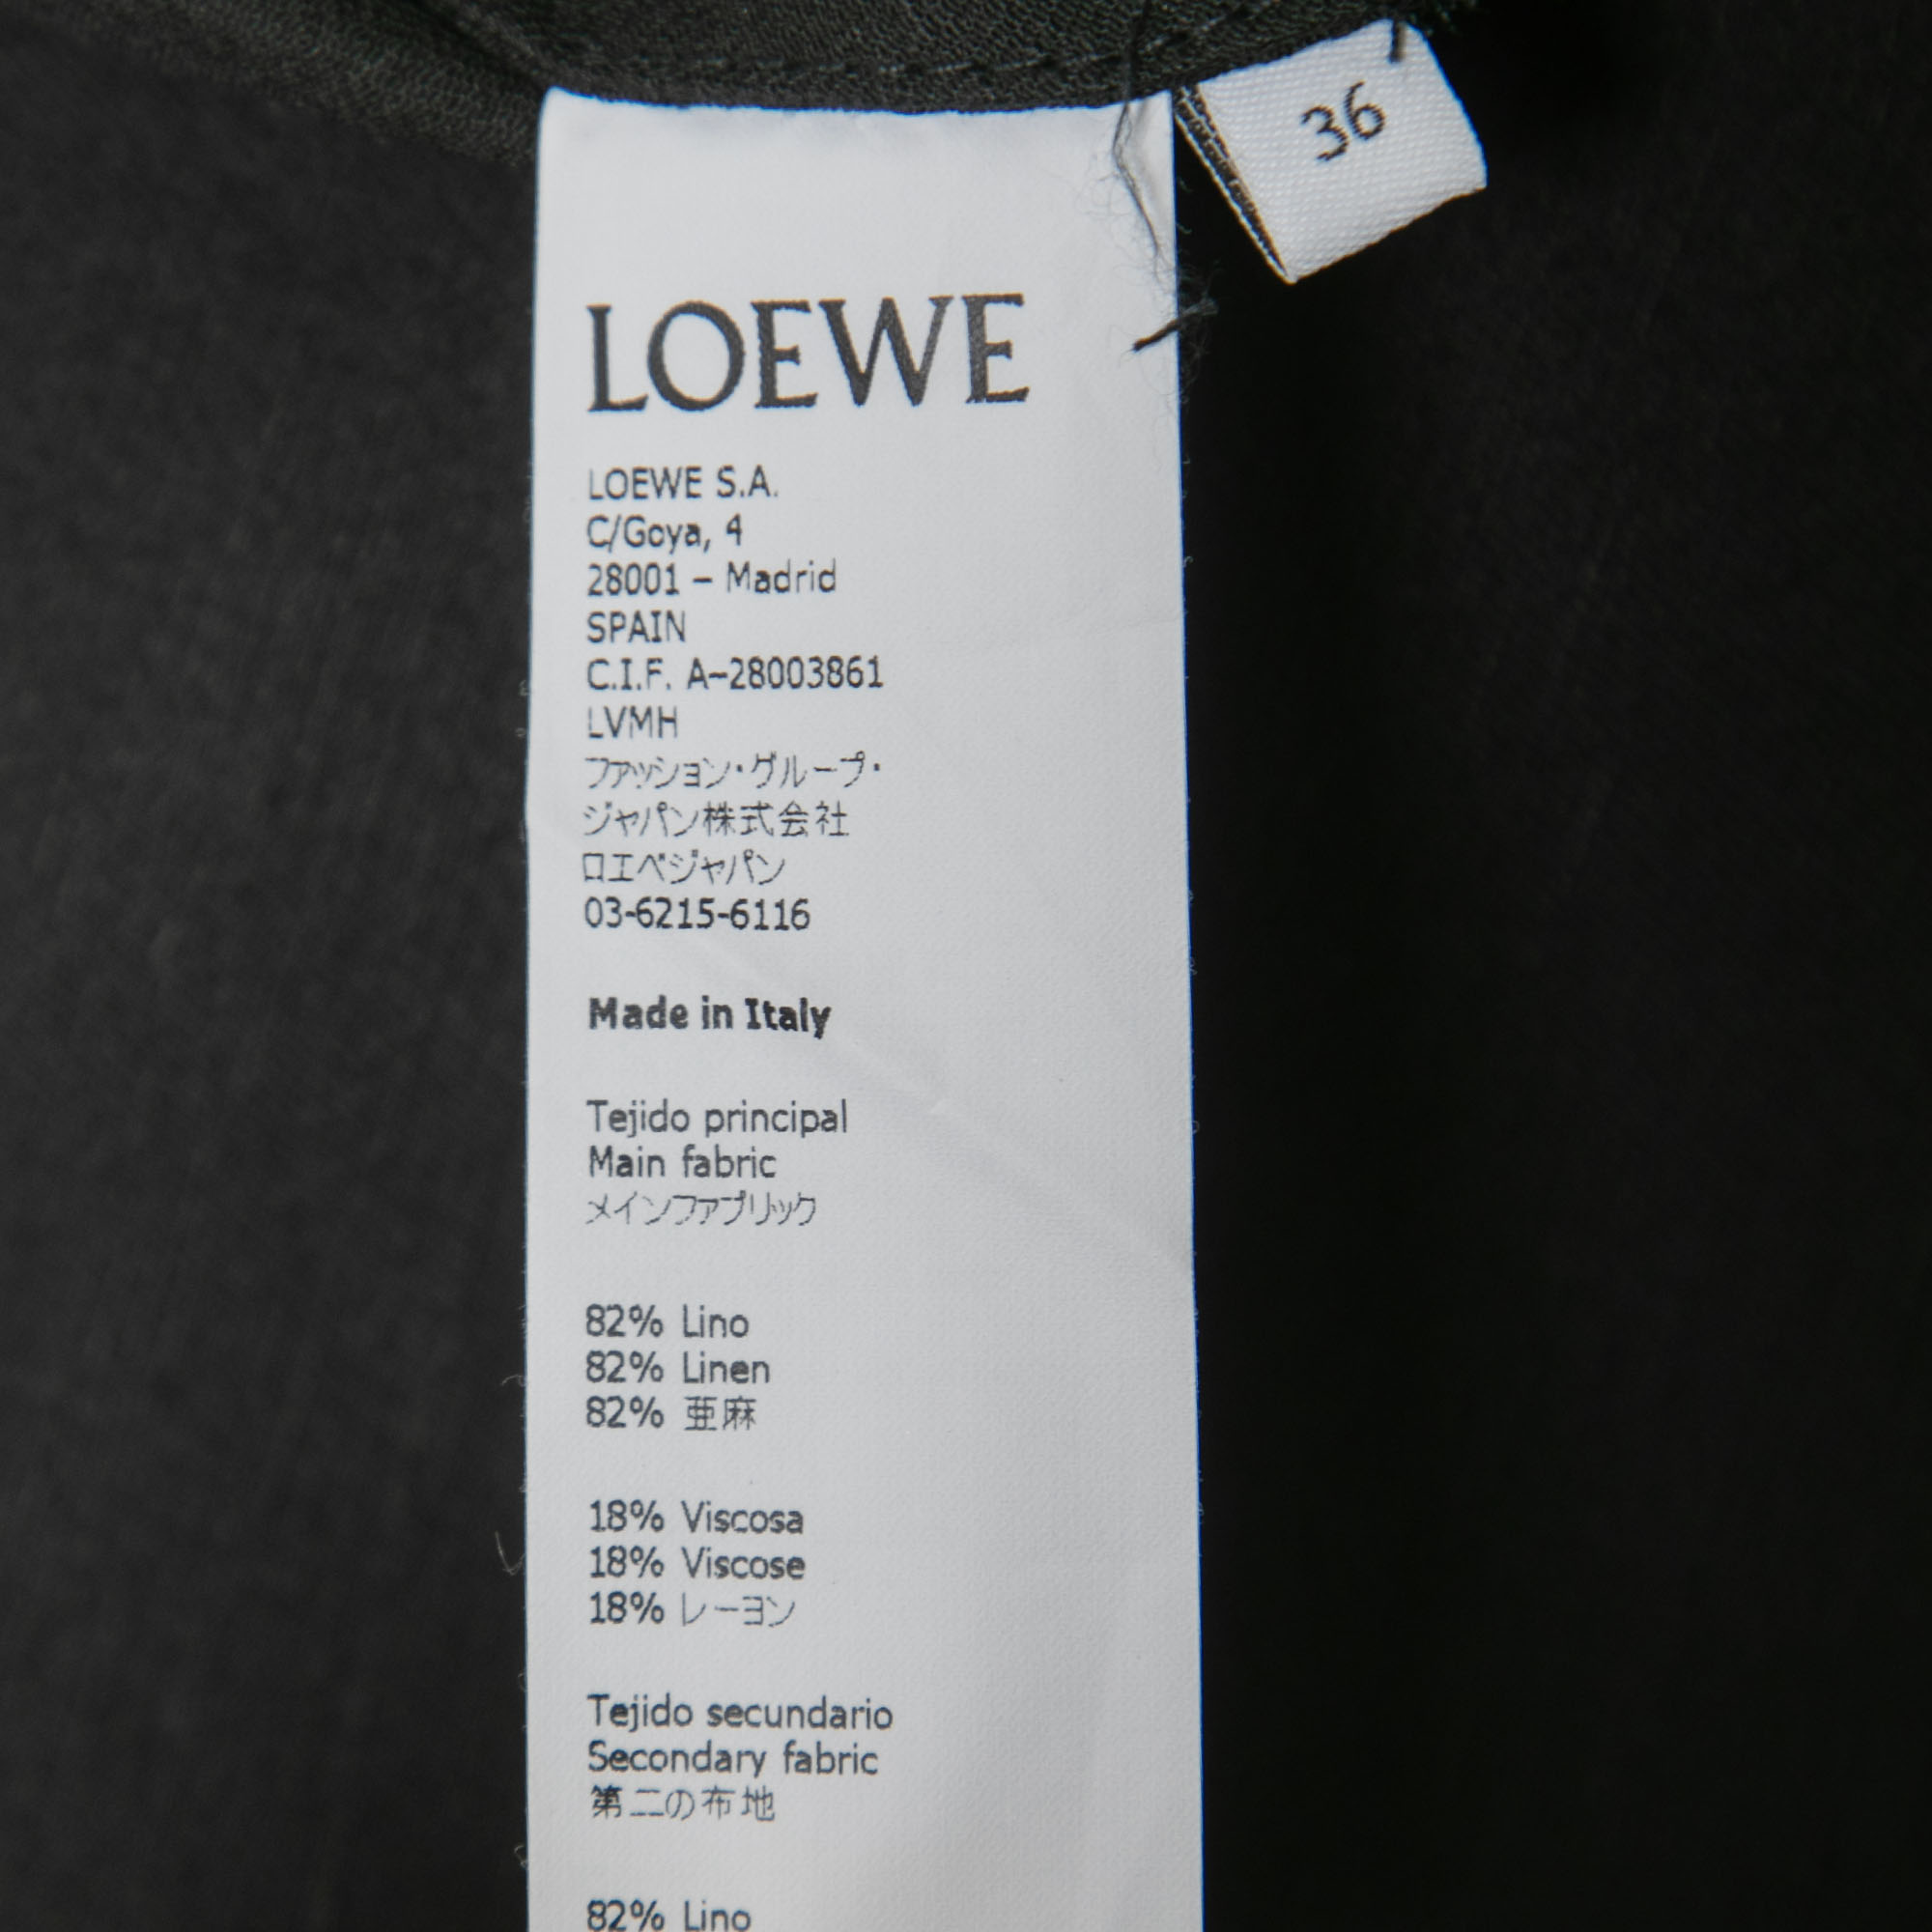 36
LOEWE
LOEWE S.A.
C/Goya, 4
28001 – Madrid
SPAIN
C.I.F. A–28003861
LVMH
ファッション・グループ・
ジャパン株式会社
ロエベジャパン
03-6215-6116
Made in Italy
Tejido principal
Main fabric
メインファブリック
82% Lino
82% Linen
82% 亜麻
18% Viscosa
18% Viscose
18% レーヨン
Tejido secundario
Secondary fabric
第二の布地
82% Lino